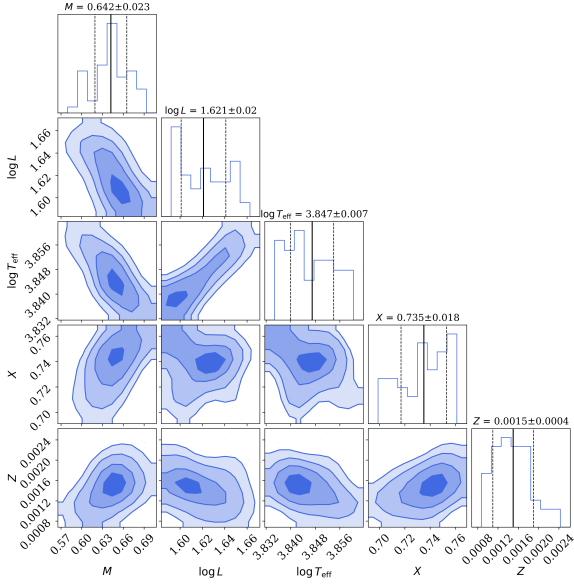 M = 0.642±0.023
log L
1.66
1.64
1.62
1.60
log L = 1.621±0.02
log T_eff
3.856
3.848
3.840
3.832
log T_eff = 3.847±0.007
X
0.76
0.74
0.72
0.70
X = 0.735±0.018
Z
0.0024
0.0020
0.0016
0.0012
0.0008
Z = 0.0015±0.0004
0.57 0.60 0.63 0.66 0.69
M
1.60 1.62 1.64 1.66
log L
3.832 3.840 3.848 3.856
log T_eff
0.70 0.72 0.74 0.76
X
0.0008 0.0012 0.0016 0.0020 0.0024
Z